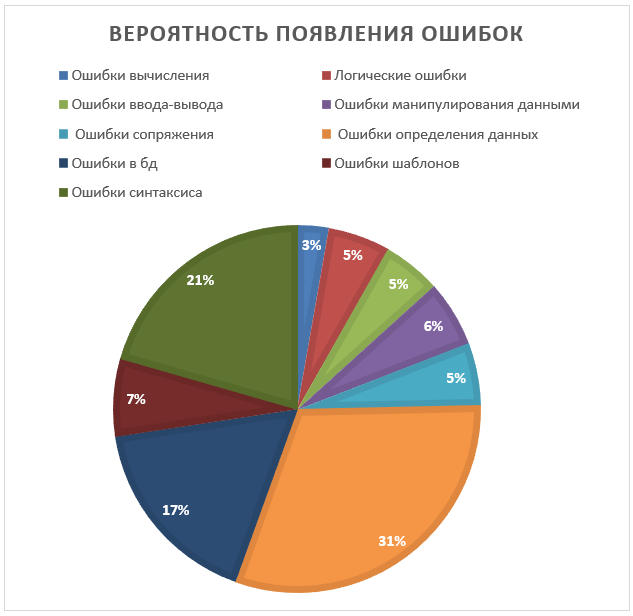 ВЕРОЯТНОСТЬ ПОЯВЛЕНИЯ ОШИБОК
Ошибки вычисления
Логические ошибки
Ошибки ввода-вывода
Ошибки манипулирования данными
Ошибки сопряжения
Ошибки определения данных
Ошибки в бд
Ошибки шаблонов
Ошибки синтаксиса
3%
5%
5%
6%
5%
31%
17%
7%
21%